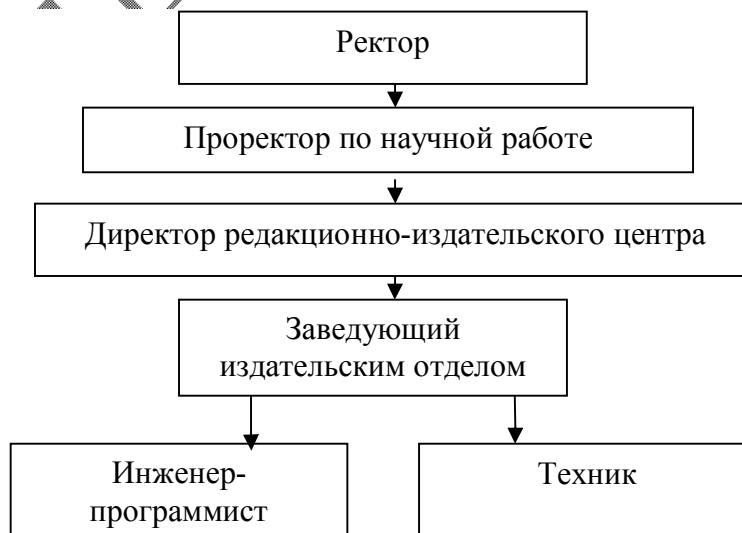 Ректор
Проректор по научной работе
Директор редакционно-издательского центра
Заведующий
издательским отделом
Инженер-
программист
Техник